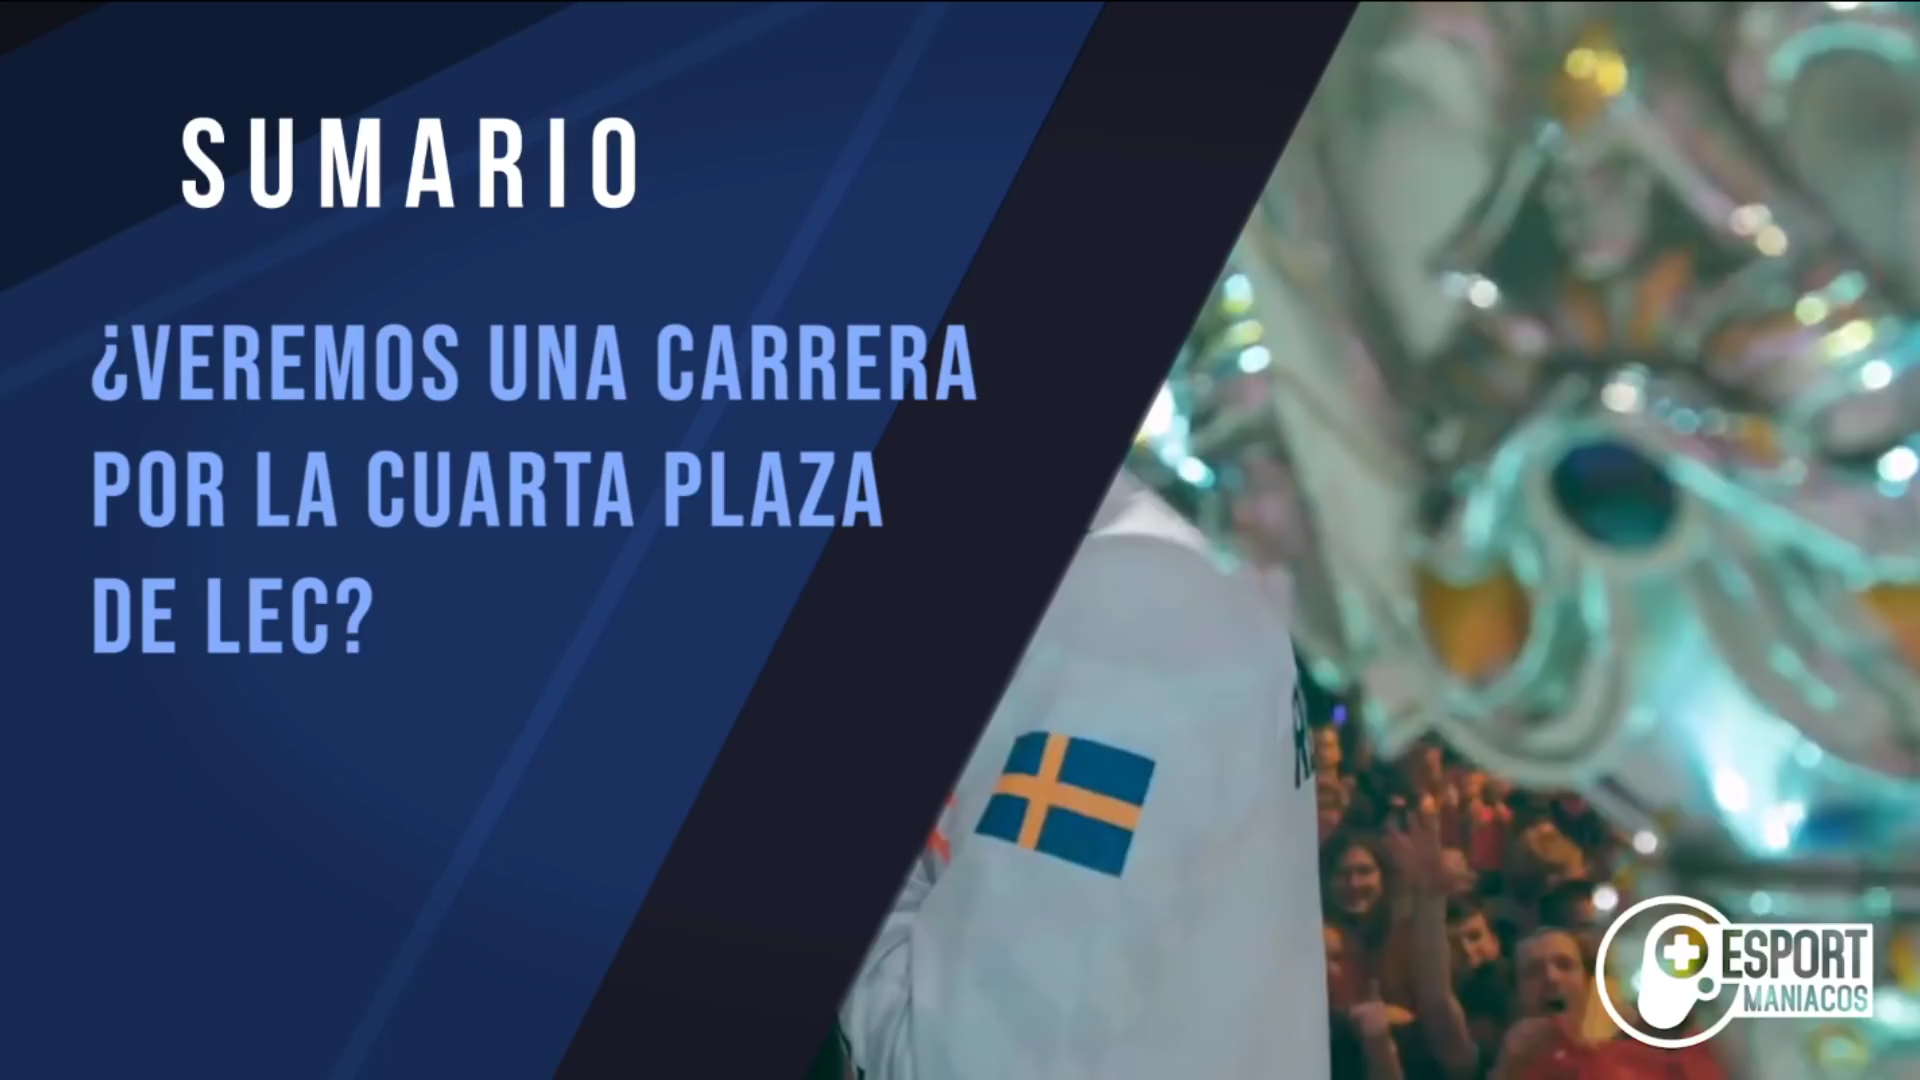 SUMARIO
¿VEREMOS UNA CARRERA
POR LA CUARTA PLAZA
DE LEC?
ESPORT
MANIACOS